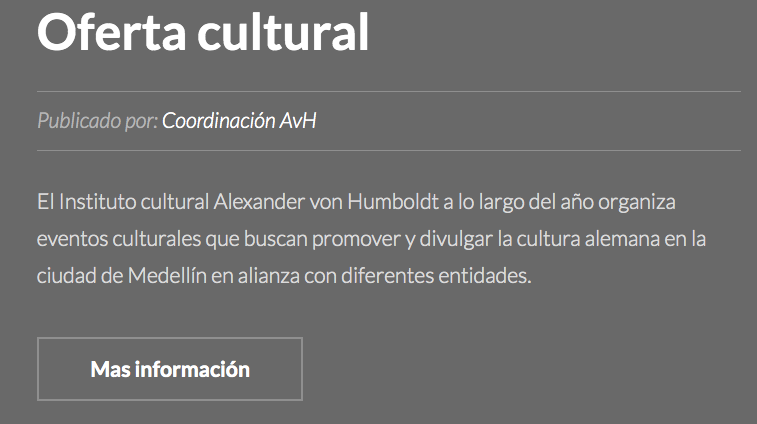 Oferta cultural
Publicado por: Coordinación AvH
El Instituto cultural Alexander von Humboldt a lo largo del año organiza
eventos culturales que buscan promover y divulgar la cultura alemana en la
ciudad de Medellín en alianza con diferentes entidades.
Mas información